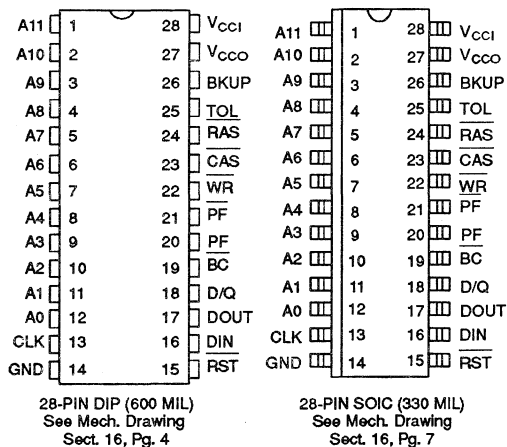 A11 1 28 VCCI
A10 2 27 VCCO
A9 3 26 BKUP
A8 4 25 TOL
A7 5 24 RAS
A6 6 23 CAS
A5 7 22 WR
A4 8 21 PF
A3 9 20 PF
A2 10 19 BC
A1 11 18 D/Q
A0 12 17 DOUT
CLK 13 16 DIN
GND 14 15 RST
28-PIN DIP (600 MIL)
See Mech. Drawing
Sect. 16, Pg. 4
A11 1 28 VCCI
A10 2 27 VCCO
A9 3 26 BKUP
A8 4 25 TOL
A7 5 24 RAS
A6 6 23 CAS
A5 7 22 WR
A4 8 21 PF
A3 9 20 PF
A2 10 19 BC
A1 11 18 D/Q
A0 12 17 DOUT
CLK 13 16 DIN
GND 14 15 RST
28-PIN SOIC (330 MIL)
See Mech. Drawing
Sect. 16, Pg. 7